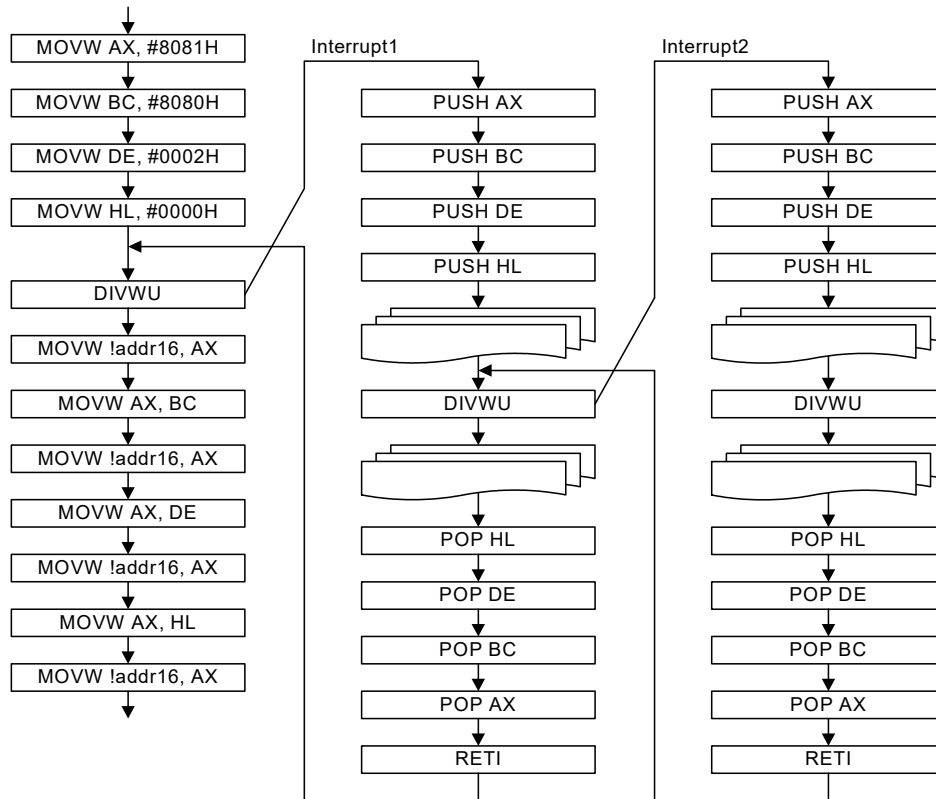 MOVW AX, #8081H
MOVW BC, #8080H
MOVW DE, #0002H
MOVW HL, #0000H
DIVWU
MOVW !addr16, AX
MOVW AX, BC
MOVW !addr16, AX
MOVW AX, DE
MOVW !addr16, AX
MOVW AX, HL
MOVW !addr16, AX
Interrupt1
PUSH AX
PUSH BC
PUSH DE
PUSH HL
DIVWU
POP HL
POP DE
POP BC
POP AX
RETI
Interrupt2
PUSH AX
PUSH BC
PUSH DE
PUSH HL
DIVWU
POP HL
POP DE
POP BC
POP AX
RETI